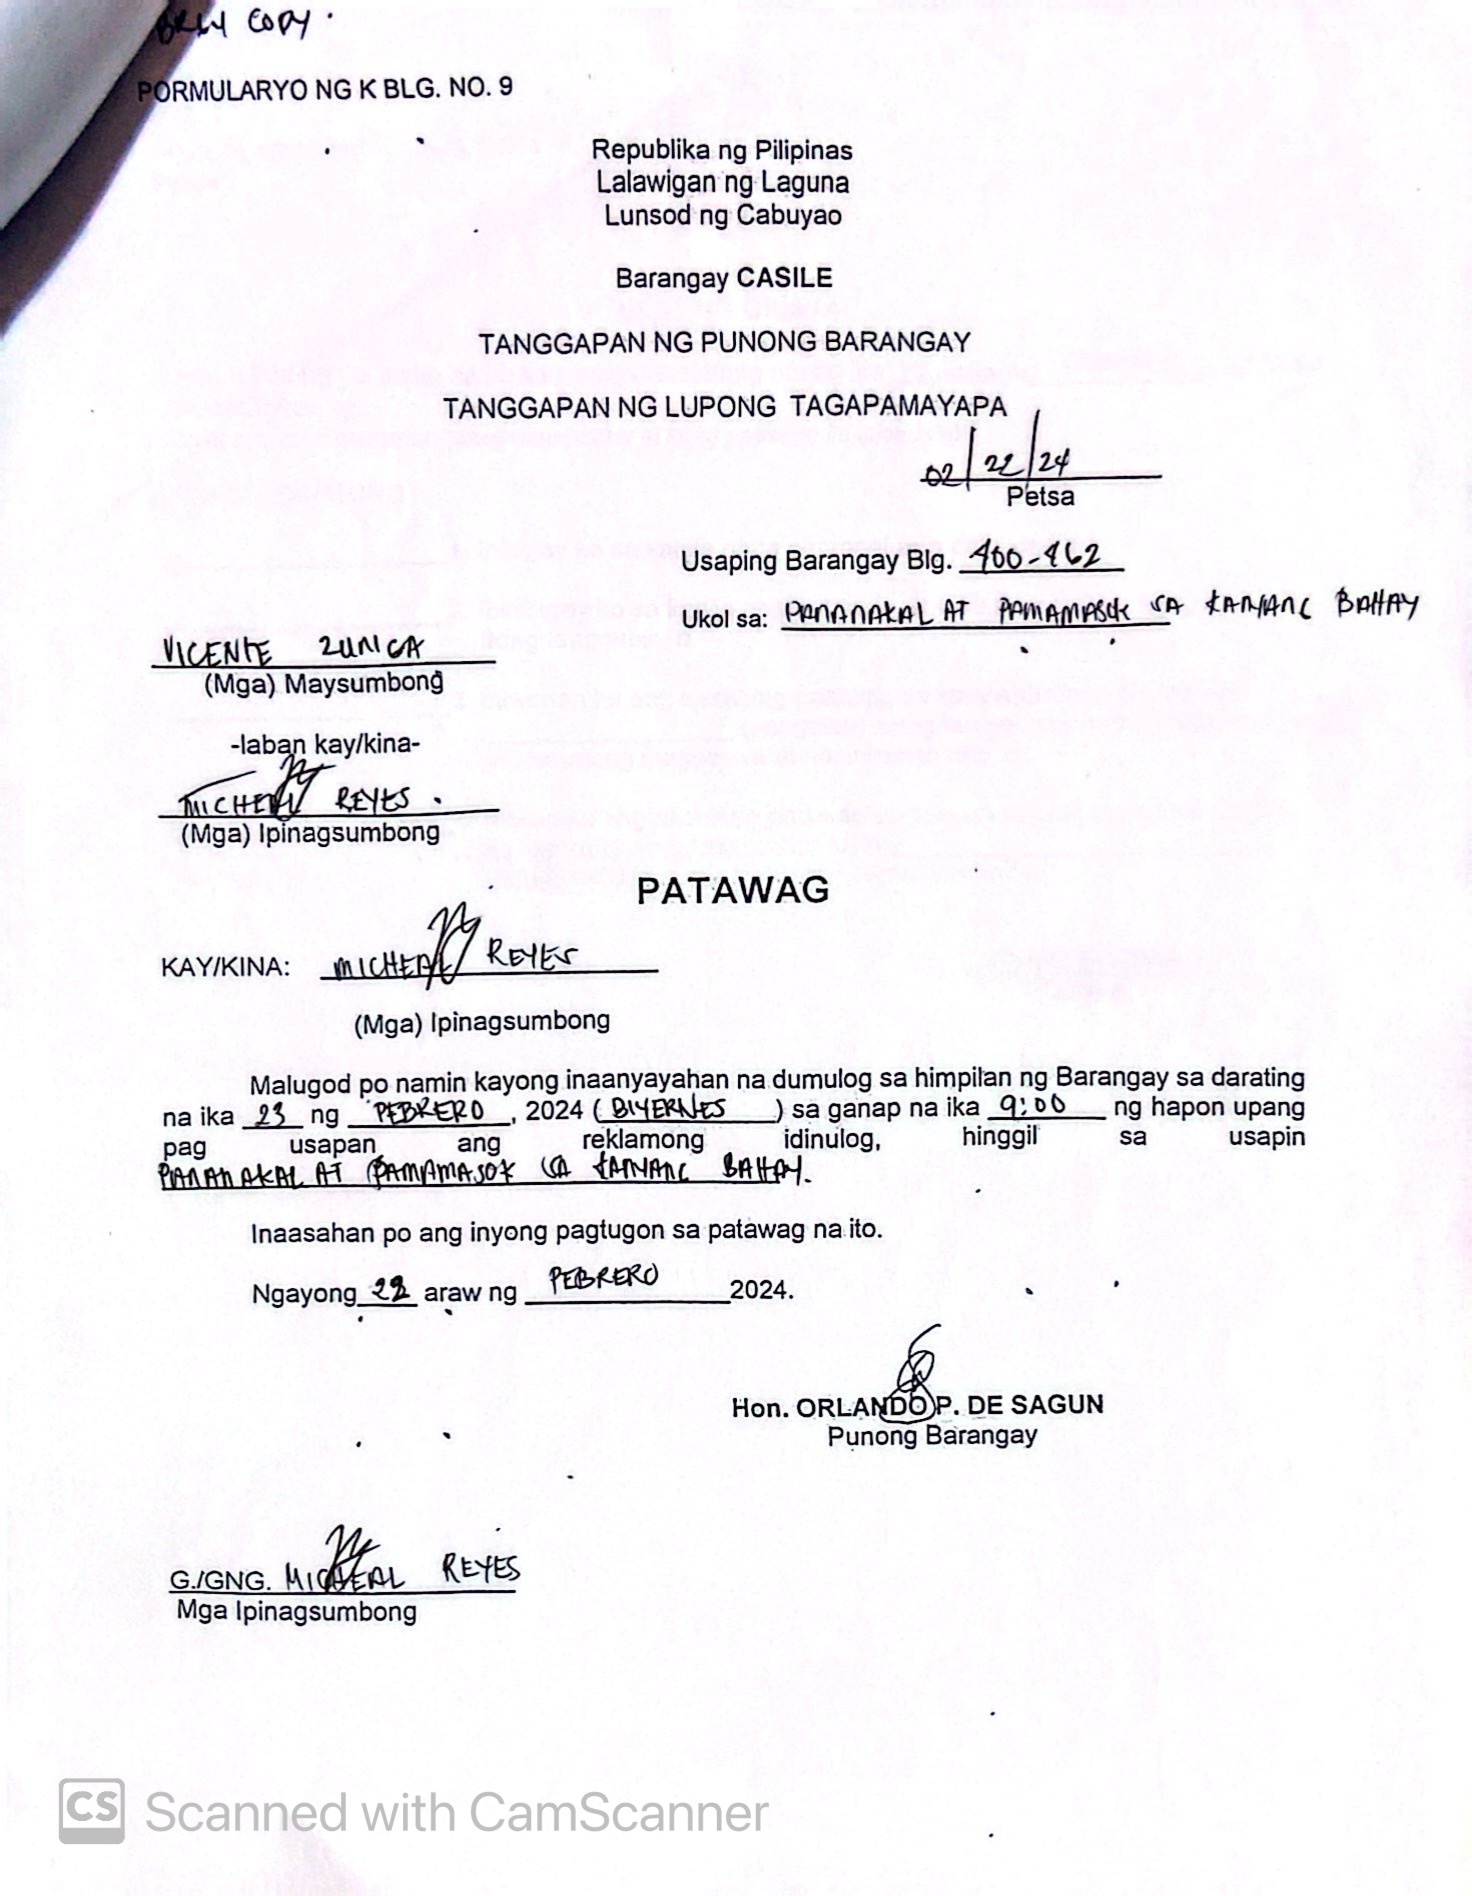 BRGY COPY.
PORMULARYO NG K BLG. NO. 9
Republika ng Pilipinas
Lalawigan ng Laguna
Lunsod ng Cabuyao
Barangay CASILE
TANGGAPAN NG PUNONG BARANGAY
TANGGAPAN NG LUPONG TAGAPAMAYAPA
02/22/24
Petsa
Usaping Barangay Blg.
Ukol sa: PANANAKAL AT PAMAMASOK SA KANYANG BAHAY
VICENTE ZUNIGA
(Mga) Maysumbong
-laban kay/kina-
MICHEAL REYES.
(Mga) Ipinagsumbong
PATAWAG
KAY/KINA: MICHEAL REYES
(Mga) Ipinagsumbong
Malugod po namin kayong inaanyayahan na dumulog sa himpilan ng Barangay sa darating
na ika 23 ng PEBRERO, 2024 (BIYERNES) sa ganap na ika 9:00 ng hapon upang
pag usapan ang reklamong idinulog, hinggil sa usapin
PANANAKAL AT PAMAMASOK SA KANYANG BAHAY.
Inaasahan po ang inyong pagtugon sa patawag na ito.
Ngayong 22 araw ng PEBRERO 2024.
Hon. ORLANDO P. DE SAGUN
Punong Barangay
G./GNG. MICHEAL REYES
Mga Ipinagsumbong
CS Scanned with CamScanner